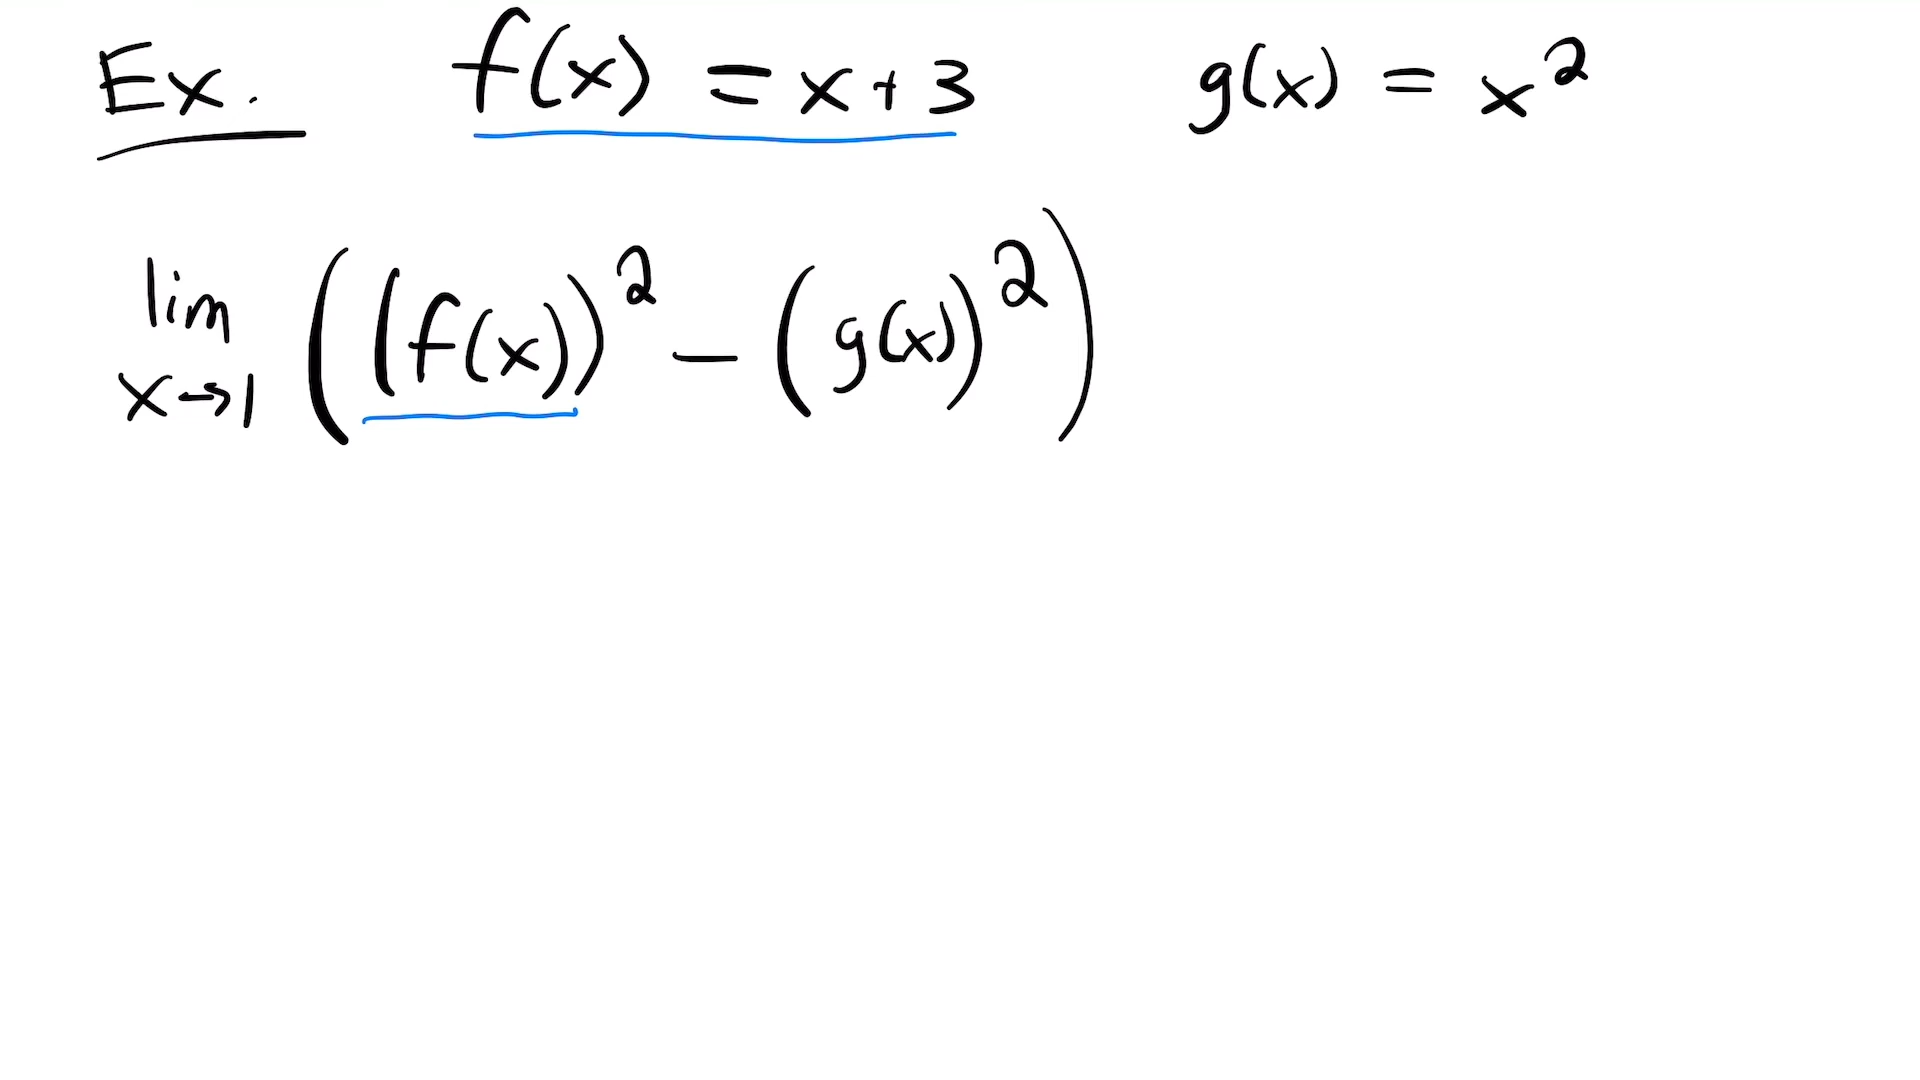 Ex. f(x) = x+3 g(x) = x²
lim x→1 ((f(x))² − (g(x))²)